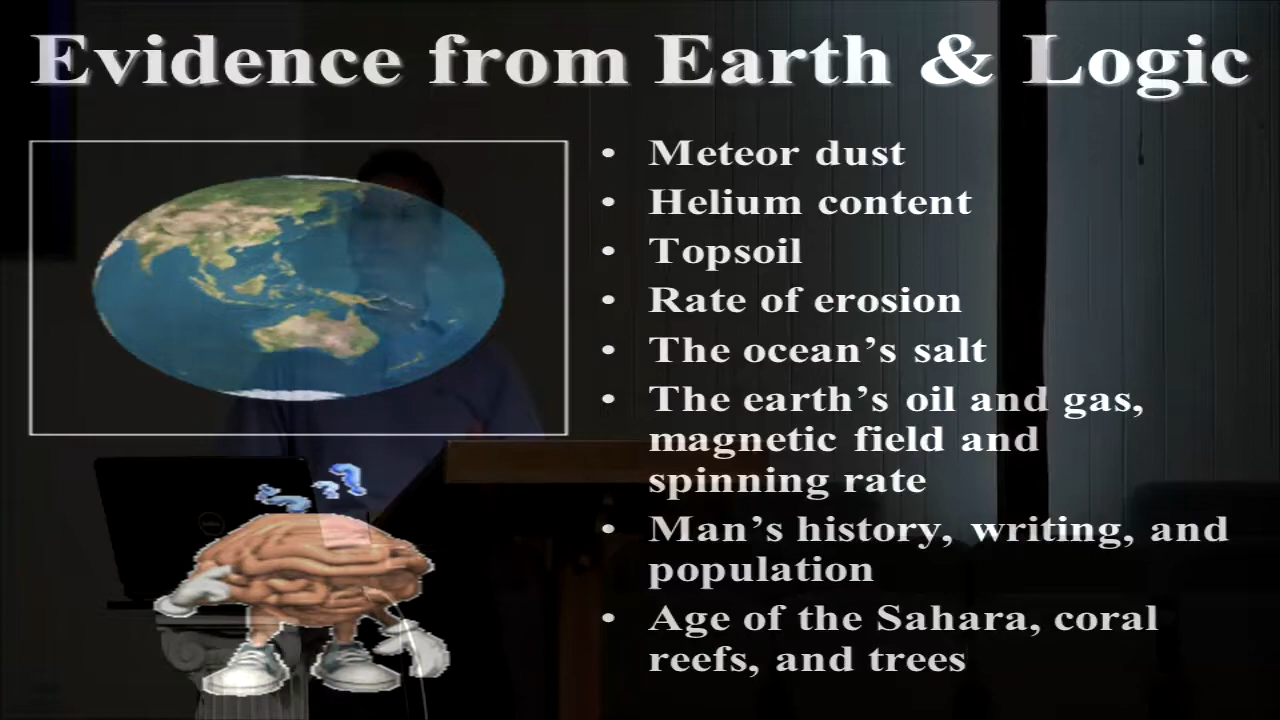 Evidence from Earth & Logic
• Meteor dust
• Helium content
• Topsoil
• Rate of erosion
• The ocean’s salt
• The earth’s oil and gas,
magnetic field and
spinning rate
• Man’s history, writing, and
population
• Age of the Sahara, coral
reefs, and trees